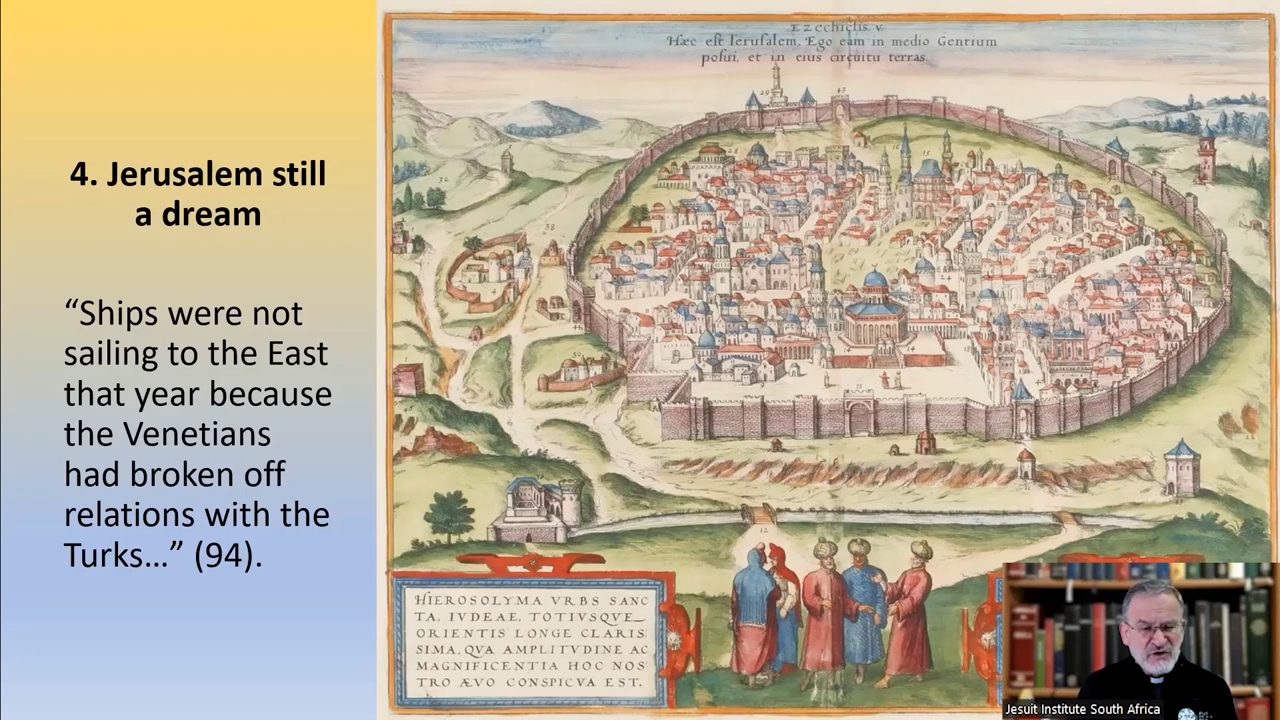 4. Jerusalem still
a dream
“Ships were not
sailing to the East
that year because
the Venetians
had broken off
relations with the
Turks…” (94).
Ezechielis. v.
Hæc est Ierusalem, Ego eam in medio Gentium
posui, et in eius circuitu terras.
HIEROSOLYMA VRBS SANC
TA, IVDEAE, TOTIVSQVE
ORIENTIS LONGE CLARIS:
SIMA, QVA AMPLITVDINE AC
MAGNIFICENTIA HOC NOS
TRO ÆVO CONSPICVA EST.
Jesuit Institute South Africa